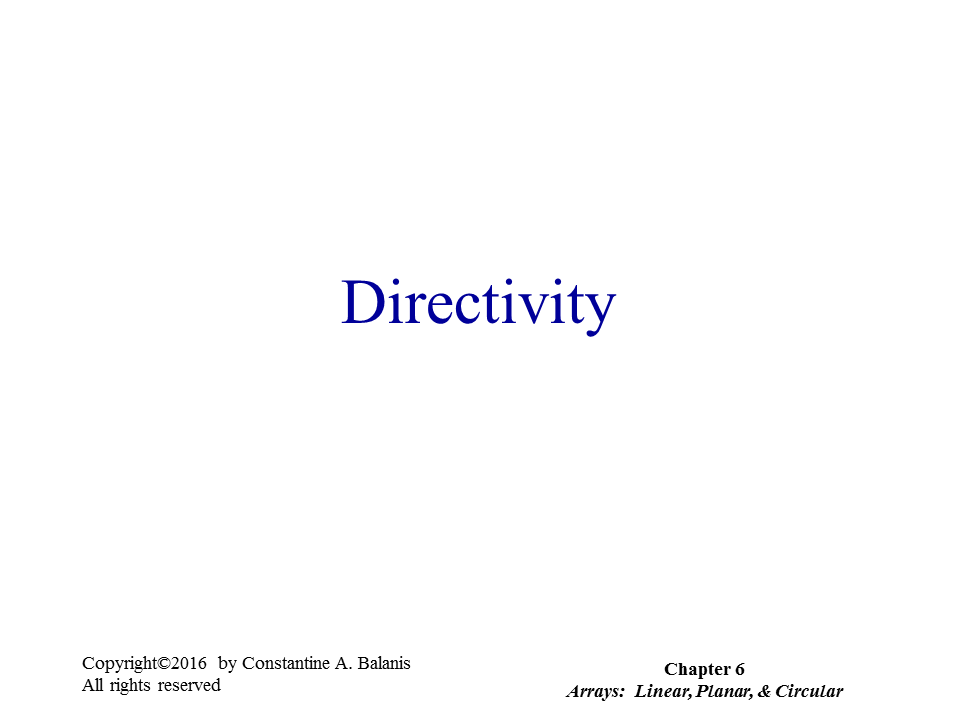 Directivity
Copyright©2016 by Constantine A. Balanis
All rights reserved
Chapter 6
Arrays: Linear, Planar, & Circular